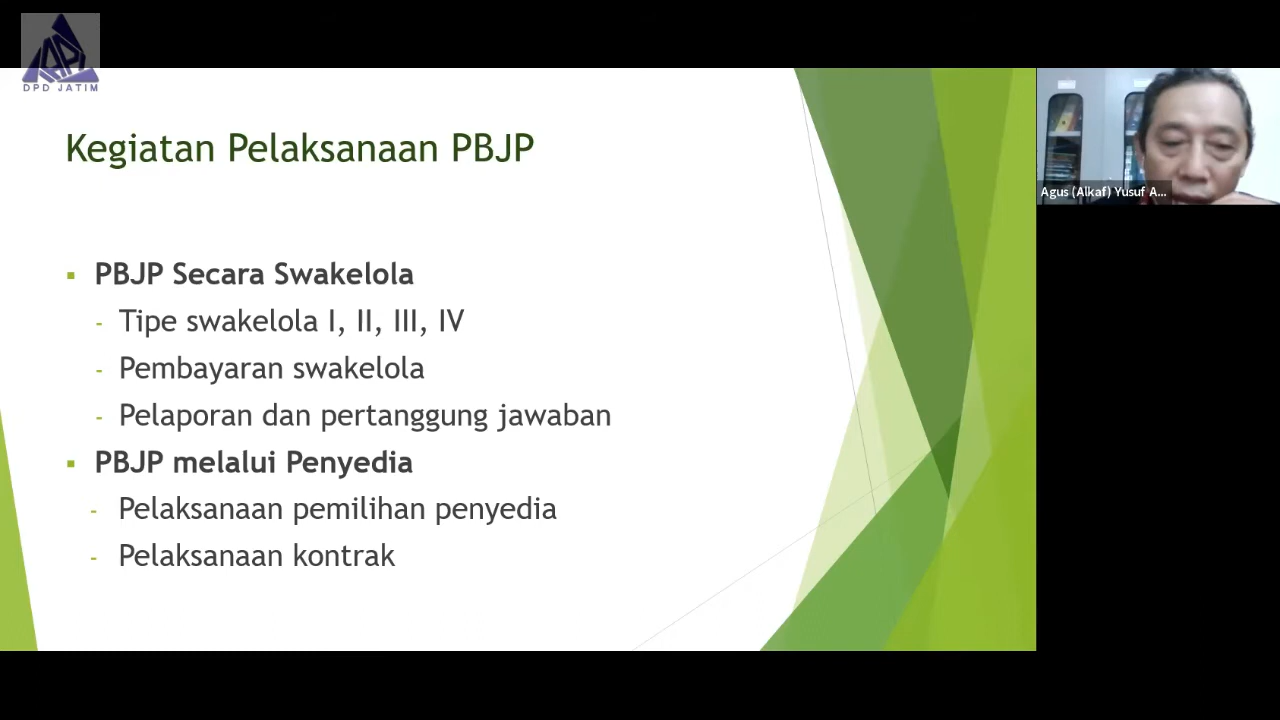 IAPI
DPD JATIM
Kegiatan Pelaksanaan PBJP
▪ PBJP Secara Swakelola
- Tipe swakelola I, II, III, IV
- Pembayaran swakelola
- Pelaporan dan pertanggung jawaban
▪ PBJP melalui Penyedia
- Pelaksanaan pemilihan penyedia
- Pelaksanaan kontrak
Agus (Alkaf) Yusuf A...